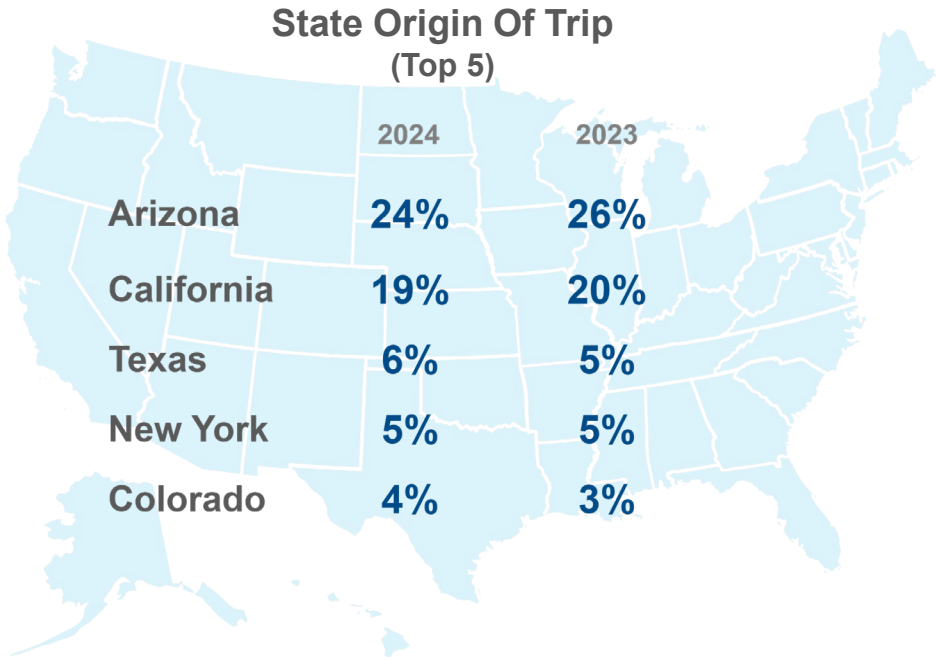 State Origin Of Trip
(Top 5)
2024 2023
Arizona 24% 26%
California 19% 20%
Texas 6% 5%
New York 5% 5%
Colorado 4% 3%